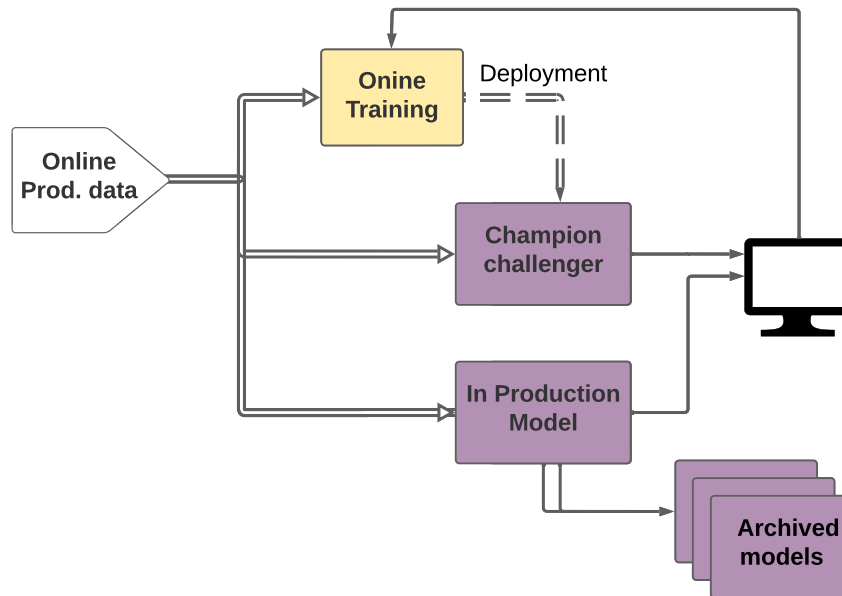 Onine
Training
Deployment
Online
Prod. data
Champion
challenger
In Production
Model
Archived
models